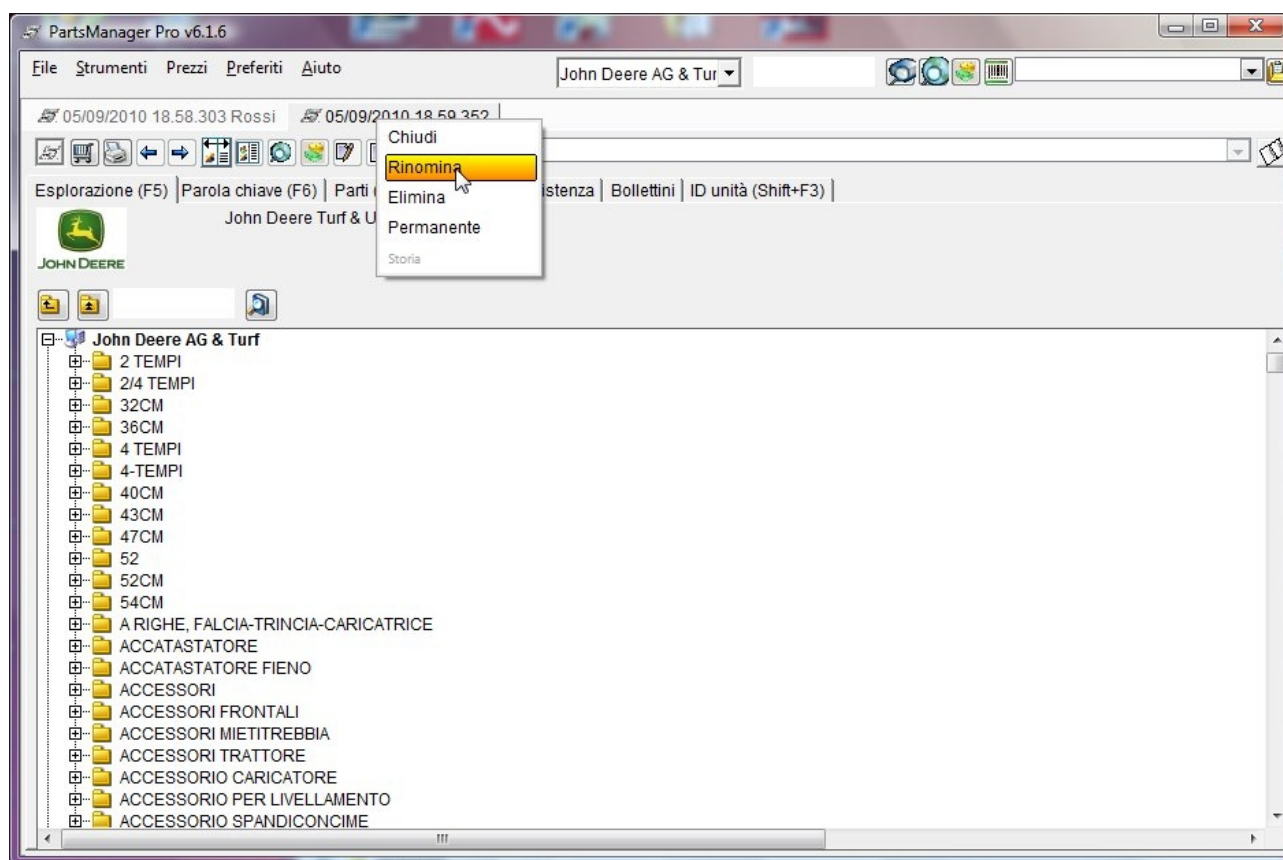 PartsManager Pro v6.1.6
File Strumenti Prezzi Preferiti Aiuto John Deere AG & Tur
05/09/2010 18.58.303 Rossi 05/09/2010 18.59.352
Chiudi
Rinomina
Elimina
Permanente
Storia
Esplorazione (F5) Parola chiave (F6) Parti stenza Bollettini ID unità (Shift+F3)
John Deere Turf & U
JOHN DEERE
John Deere AG & Turf
2 TEMPI
2/4 TEMPI
32CM
36CM
4 TEMPI
4-TEMPI
40CM
43CM
47CM
52
52CM
54CM
A RIGHE, FALCIA-TRINCIA-CARICATRICE
ACCATASTATORE
ACCATASTATORE FIENO
ACCESSORI
ACCESSORI FRONTALI
ACCESSORI MIETITREBBIA
ACCESSORI TRATTORE
ACCESSORIO CARICATORE
ACCESSORIO PER LIVELLAMENTO
ACCESSORIO SPANDICONCIME